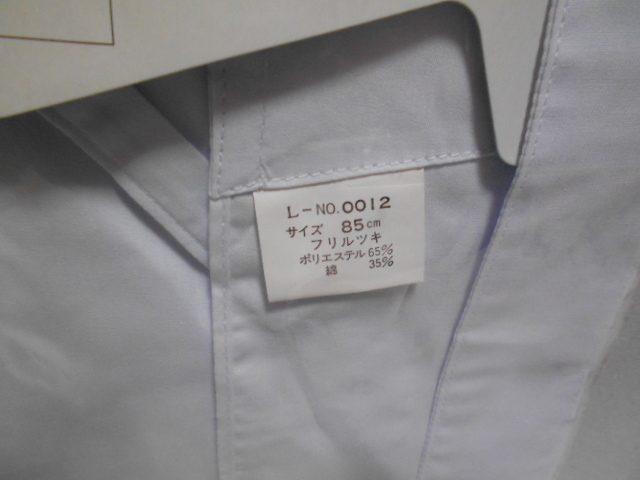 L-NO.0012
サイズ 85cm
フリルツキ
ポリエステル 65%
綿 35%